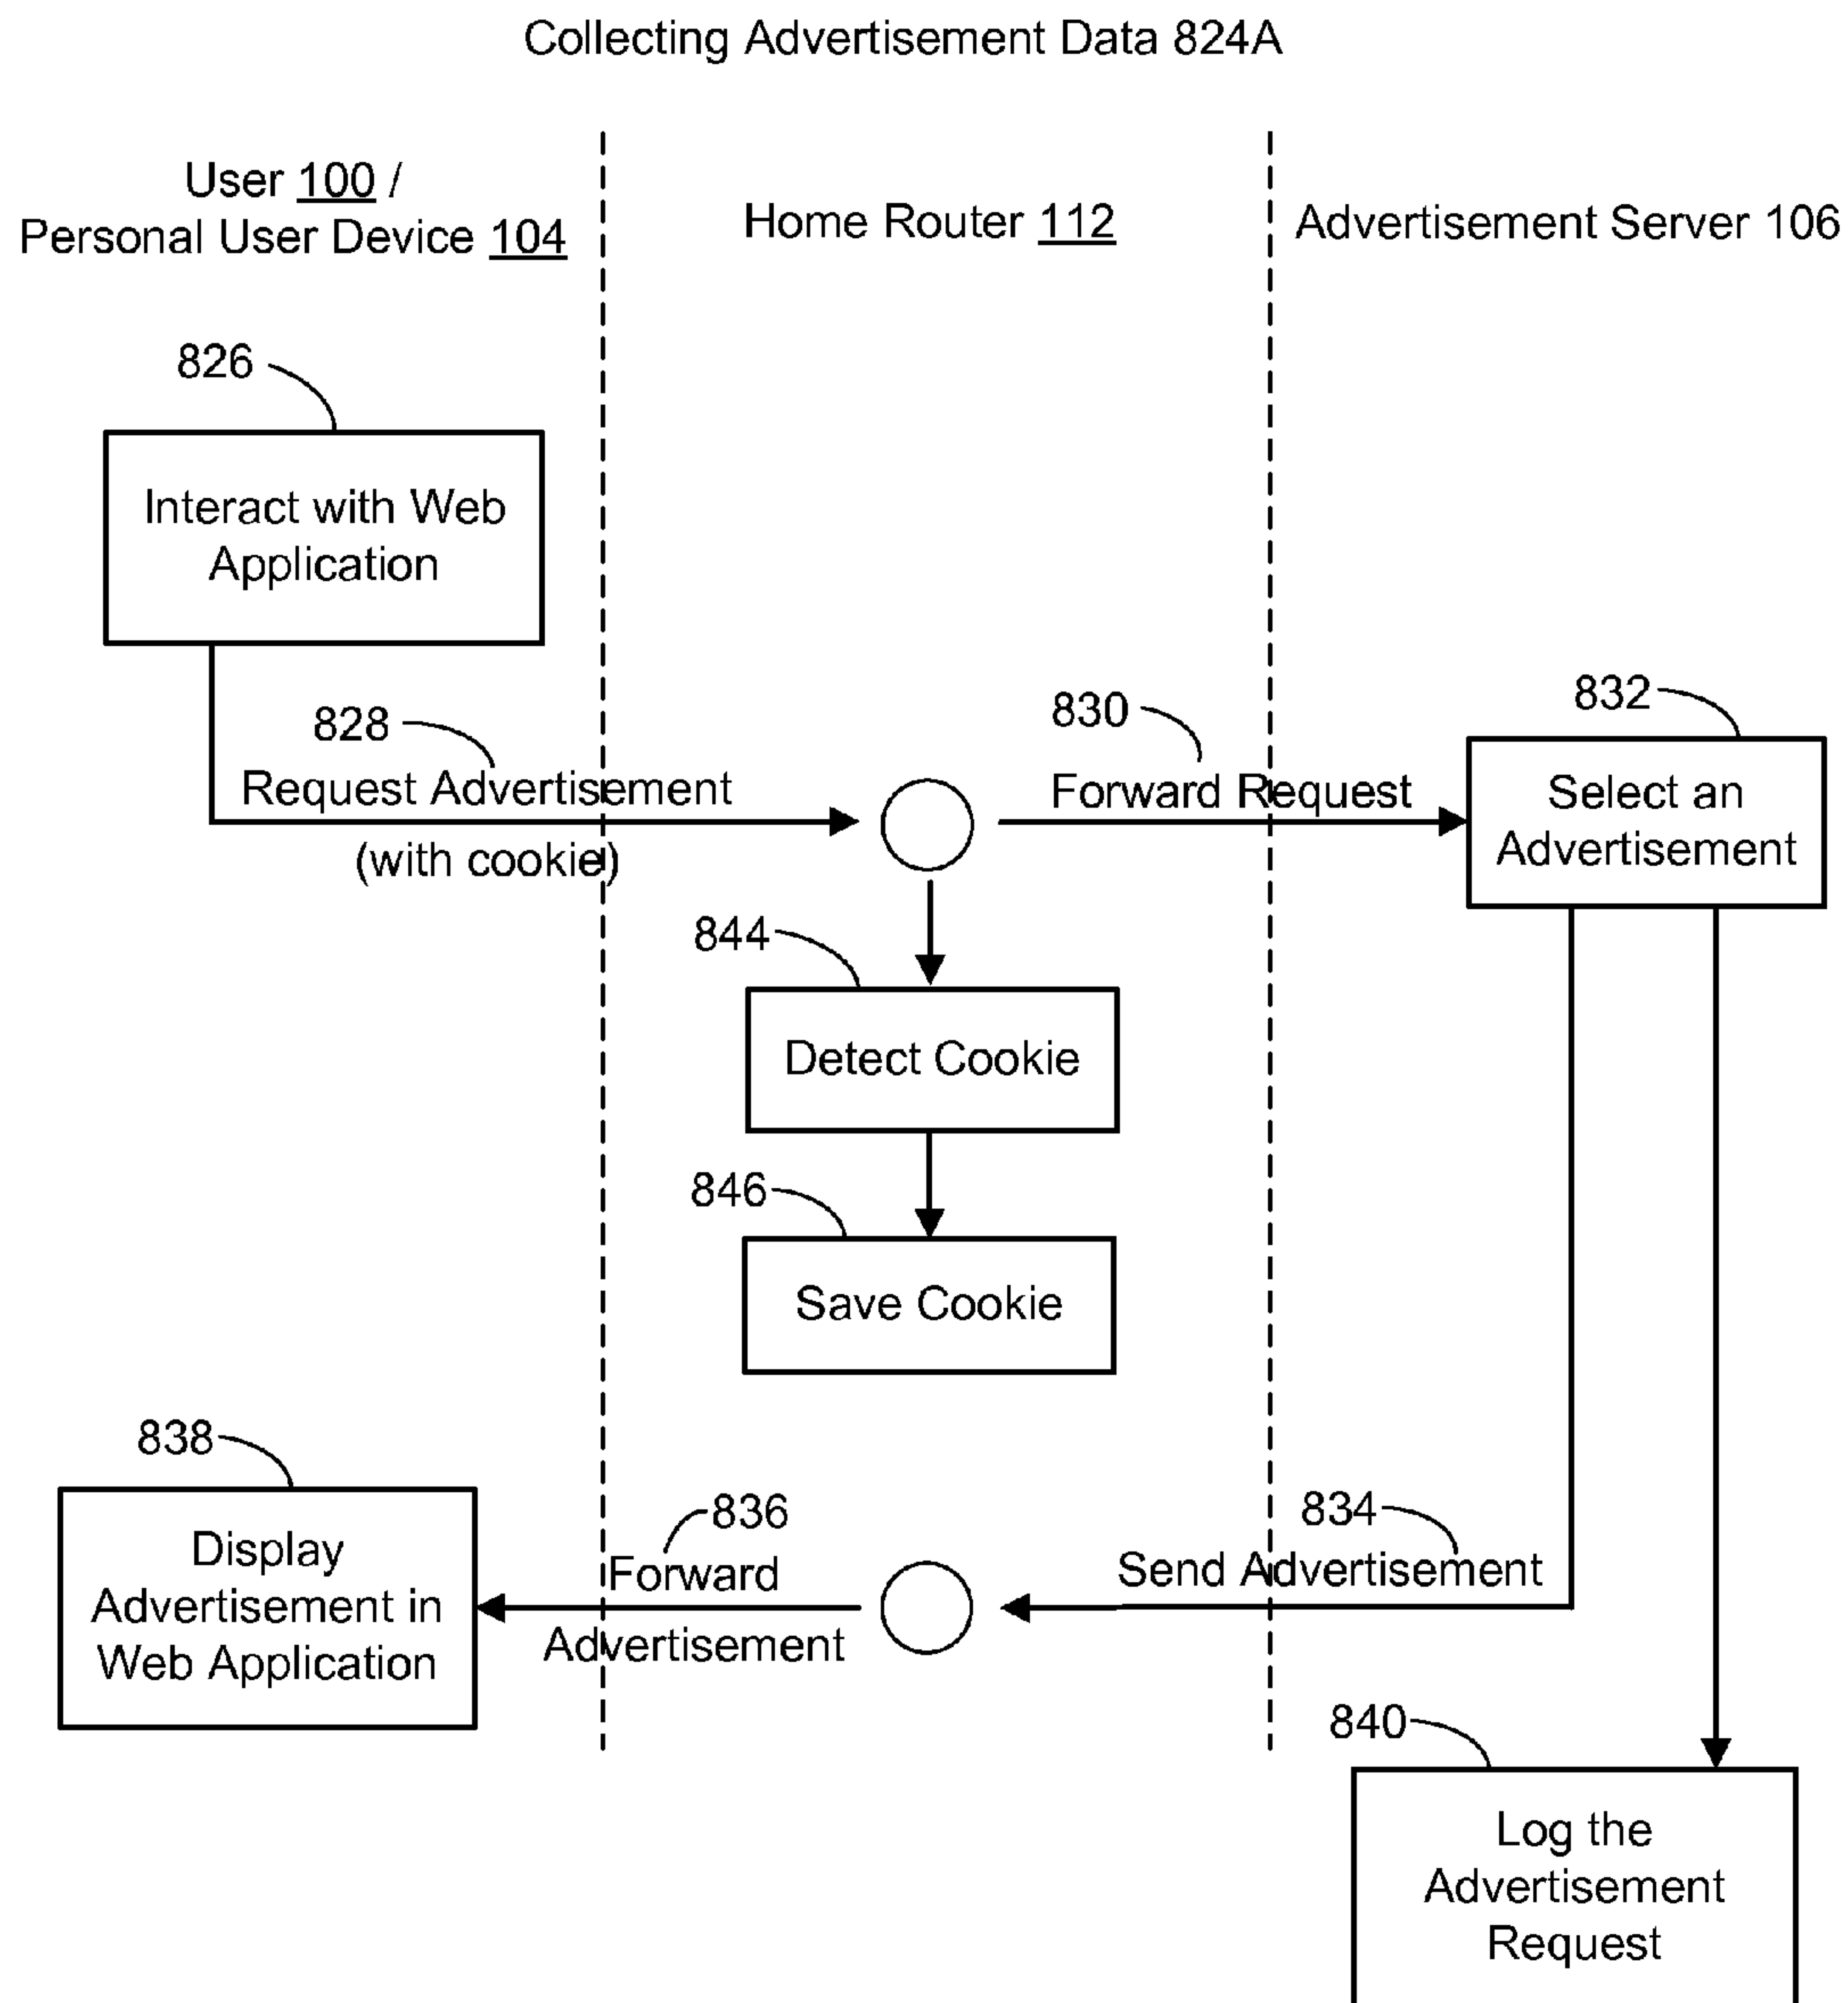 Collecting Advertisement Data 824A
User 100 /
Personal User Device 104
Home Router 112
Advertisement Server 106
826
Interact with Web
Application
828
Request Advertisement
(with cookie)
830
Forward Request
832
Select an
Advertisement
844
Detect Cookie
846
Save Cookie
838
Display
Advertisement in
Web Application
836
Forward
Advertisement
834
Send Advertisement
840
Log the
Advertisement
Request